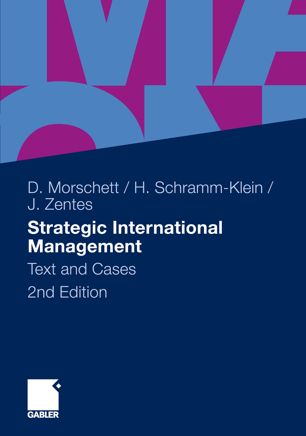 D. Morschett / H. Schramm-Klein /
J. Zentes
Strategic International
Management
Text and Cases
2nd Edition
GABLER